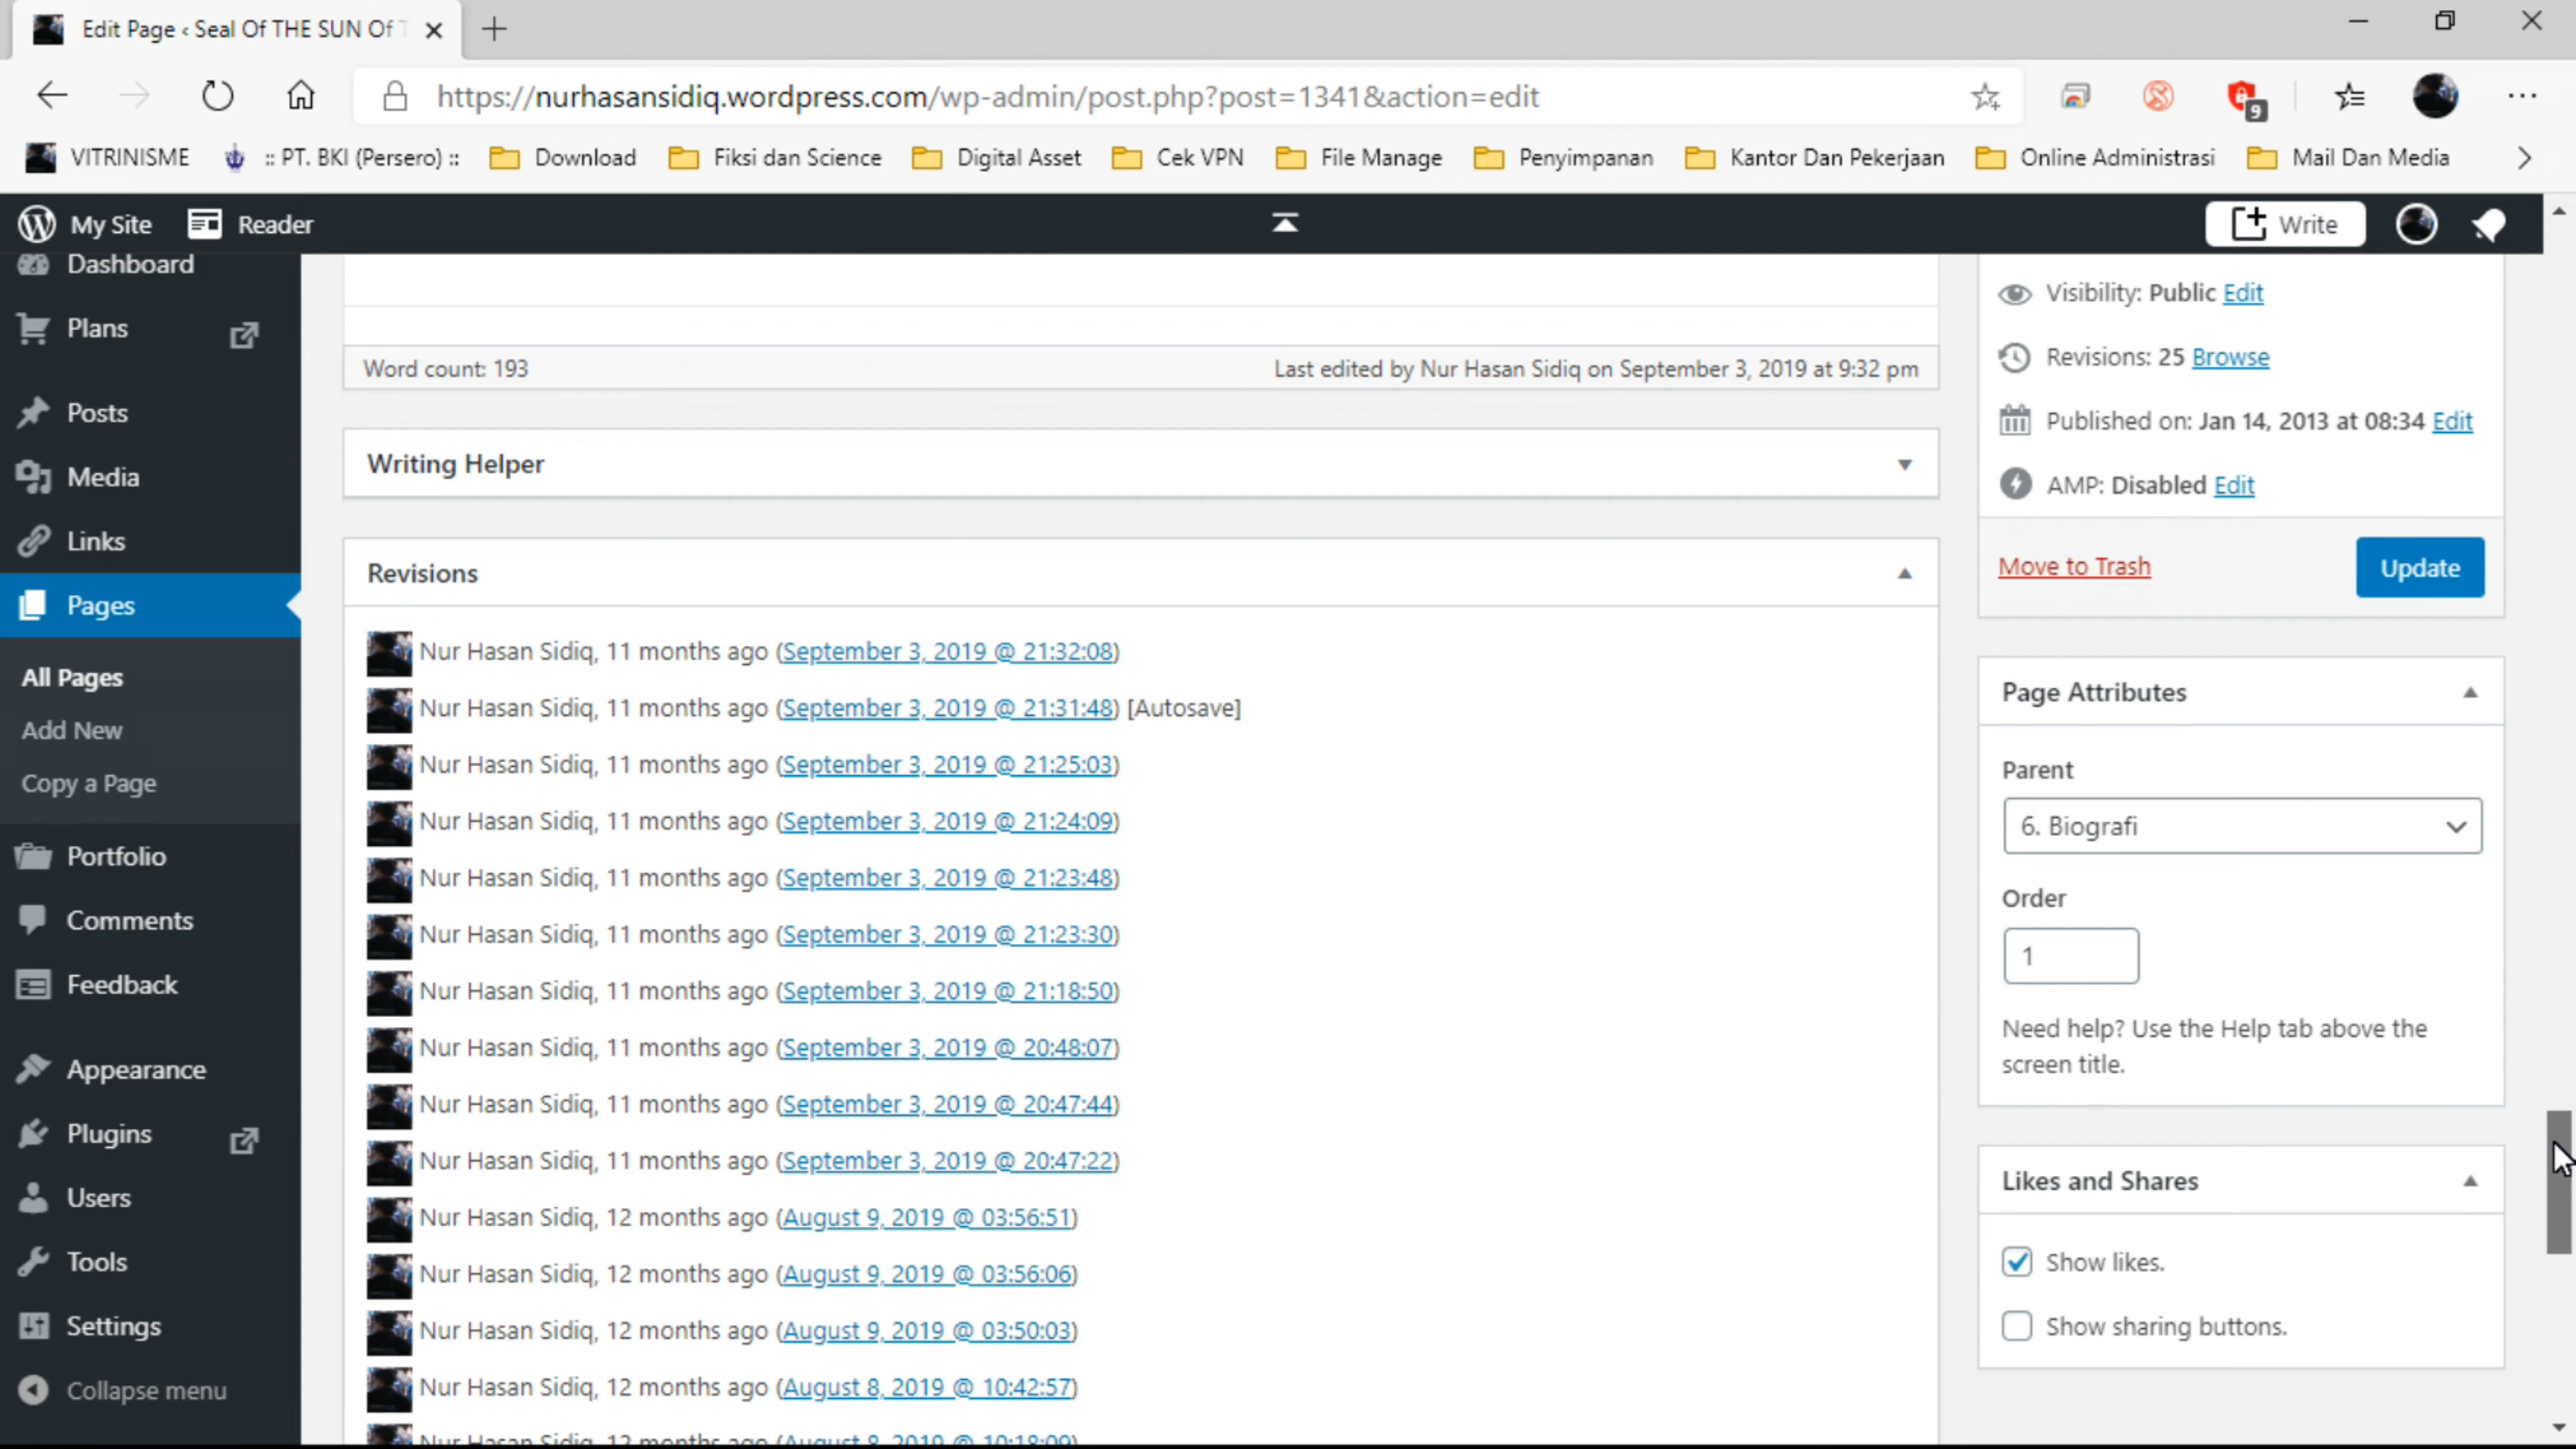 Edit Page ‹ Seal Of THE SUN Of T
https://nurhasansidiq.wordpress.com/wp-admin/post.php?post=1341&action=edit
9
VITRINISME
:: PT. BKI (Persero) ::
Download
Fiksi dan Science
Digital Asset
Cek VPN
File Manage
Penyimpanan
Kantor Dan Pekerjaan
Online Administrasi
Mail Dan Media
My Site
Reader
Write
Dashboard
Plans
Posts
Media
Links
Pages
All Pages
Add New
Copy a Page
Portfolio
Comments
Feedback
Appearance
Plugins
Users
Tools
Settings
Collapse menu
Word count: 193
Last edited by Nur Hasan Sidiq on September 3, 2019 at 9:32 pm
Writing Helper
Revisions
Nur Hasan Sidiq, 11 months ago (September 3, 2019 @ 21:32:08)
Nur Hasan Sidiq, 11 months ago (September 3, 2019 @ 21:31:48) [Autosave]
Nur Hasan Sidiq, 11 months ago (September 3, 2019 @ 21:25:03)
Nur Hasan Sidiq, 11 months ago (September 3, 2019 @ 21:24:09)
Nur Hasan Sidiq, 11 months ago (September 3, 2019 @ 21:23:48)
Nur Hasan Sidiq, 11 months ago (September 3, 2019 @ 21:23:30)
Nur Hasan Sidiq, 11 months ago (September 3, 2019 @ 21:18:50)
Nur Hasan Sidiq, 11 months ago (September 3, 2019 @ 20:48:07)
Nur Hasan Sidiq, 11 months ago (September 3, 2019 @ 20:47:44)
Nur Hasan Sidiq, 11 months ago (September 3, 2019 @ 20:47:22)
Nur Hasan Sidiq, 12 months ago (August 9, 2019 @ 03:56:51)
Nur Hasan Sidiq, 12 months ago (August 9, 2019 @ 03:56:06)
Nur Hasan Sidiq, 12 months ago (August 9, 2019 @ 03:50:03)
Nur Hasan Sidiq, 12 months ago (August 8, 2019 @ 10:42:57)
Nur Hasan Sidiq, 12 months ago (August 8, 2019 @ 10:18:09)
Visibility: Public Edit
Revisions: 25 Browse
Published on: Jan 14, 2013 at 08:34 Edit
AMP: Disabled Edit
Move to Trash
Update
Page Attributes
Parent
6. Biografi
Order
1
Need help? Use the Help tab above the
screen title.
Likes and Shares
Show likes.
Show sharing buttons.